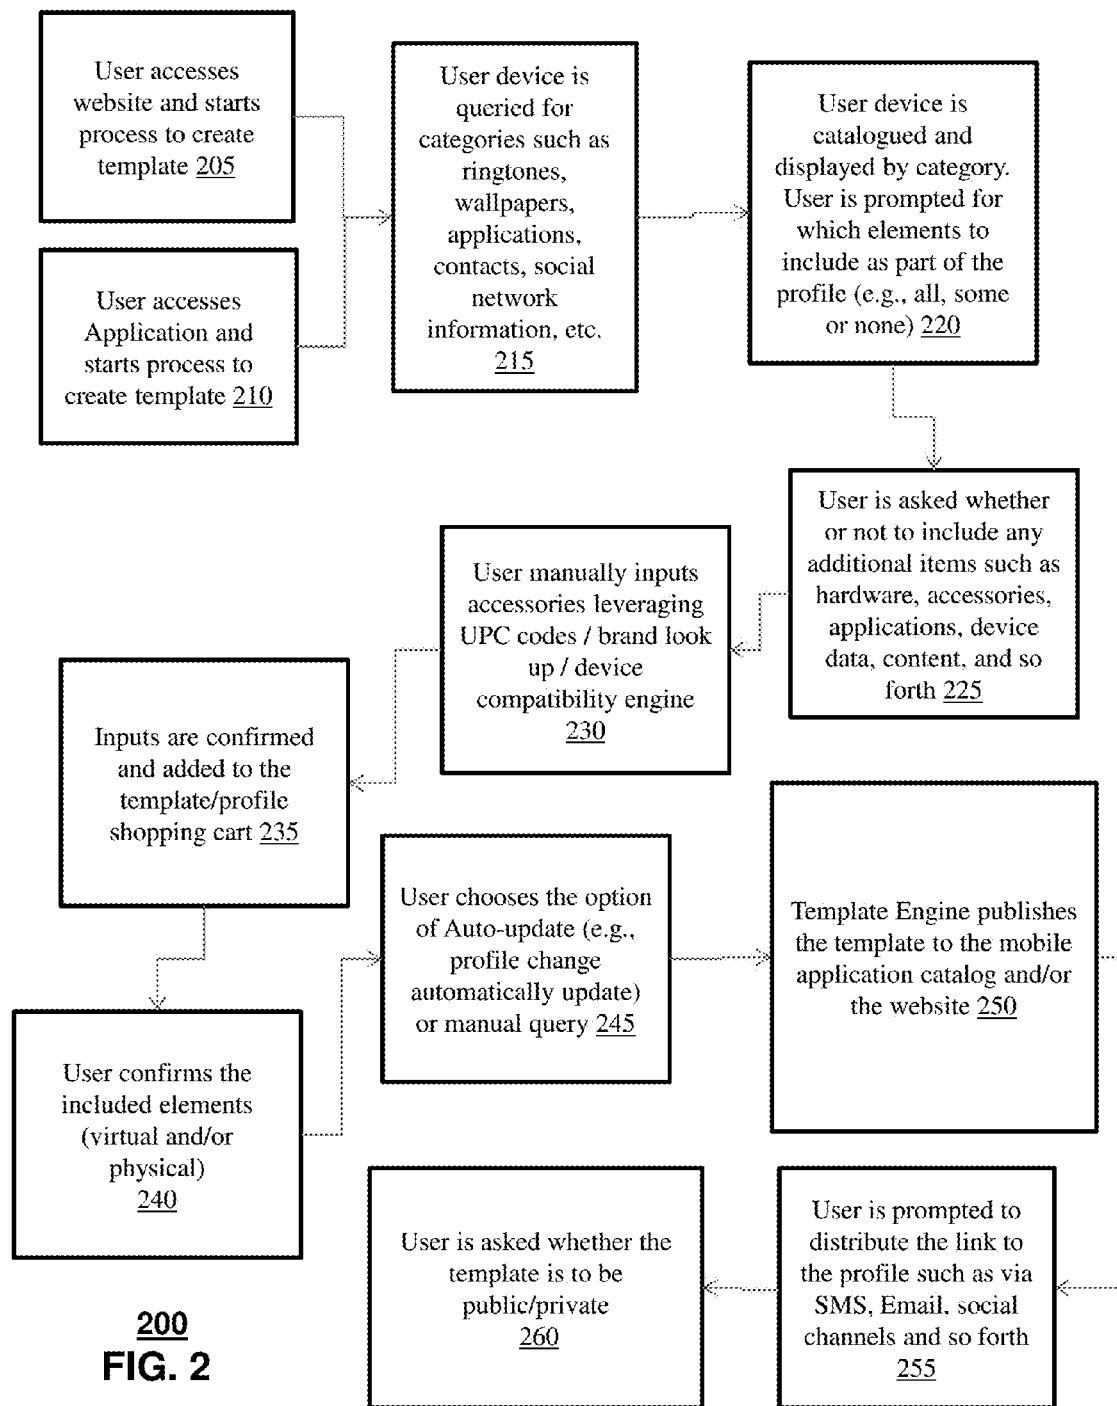 User accesses
website and starts
process to create
template 205
User accesses
Application and
starts process to
create template 210
User device is
queried for
categories such as
ringtones,
wallpapers,
applications,
contacts, social
network
information, etc.
215
User device is
catalogued and
displayed by category.
User is prompted for
which elements to
include as part of the
profile (e.g., all, some
or none) 220
User is asked whether
or not to include any
additional items such as
hardware, accessories,
applications, device
data, content, and so
forth 225
User manually inputs
accessories leveraging
UPC codes / brand look
up / device
compatibility engine
230
Inputs are confirmed
and added to the
template/profile
shopping cart 235
User confirms the
included elements
(virtual and/or
physical)
240
User chooses the option
of Auto-update (e.g.,
profile change
automatically update)
or manual query 245
Template Engine publishes
the template to the mobile
application catalog and/or
the website 250
User is prompted to
distribute the link to
the profile such as via
SMS, Email, social
channels and so forth
255
User is asked whether the
template is to be
public/private
260
200
FIG. 2